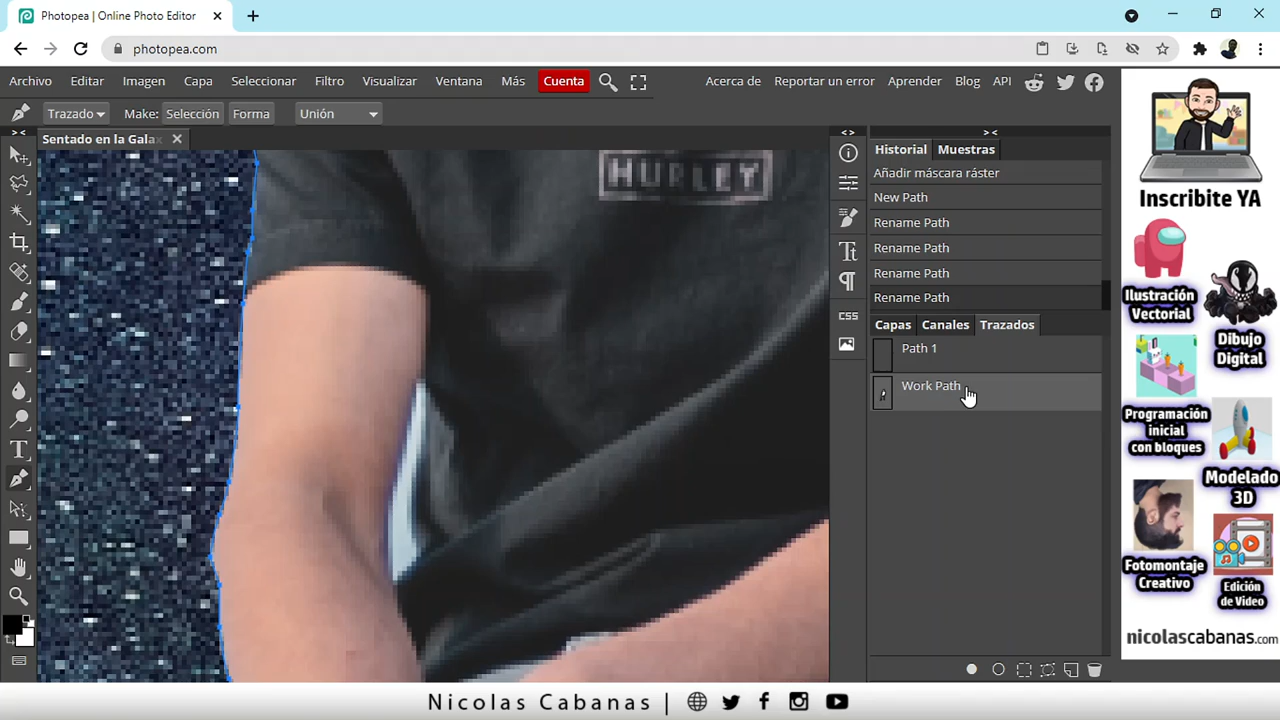 Photopea | Online Photo Editor
photopea.com
Archivo Editar Imagen Capa Seleccionar Filtro Visualizar Ventana Más Cuenta Acerca de Reportar un error Aprender Blog API
Trazado Make: Selección Forma Unión
Sentado en la Gala
Historial Muestras
Añadir máscara ráster
New Path
Rename Path
Rename Path
Rename Path
Rename Path
CSS
Capas Canales Trazados
Path 1
Work Path
HURLEY
Inscribite YA
Ilustración
Vectorial
Dibujo
Digital
Programación
inicial
con bloques
Modelado
3D
Fotomontaje
Creativo
Edición
de Video
nicolascabanas.com
Nicolas Cabanas |